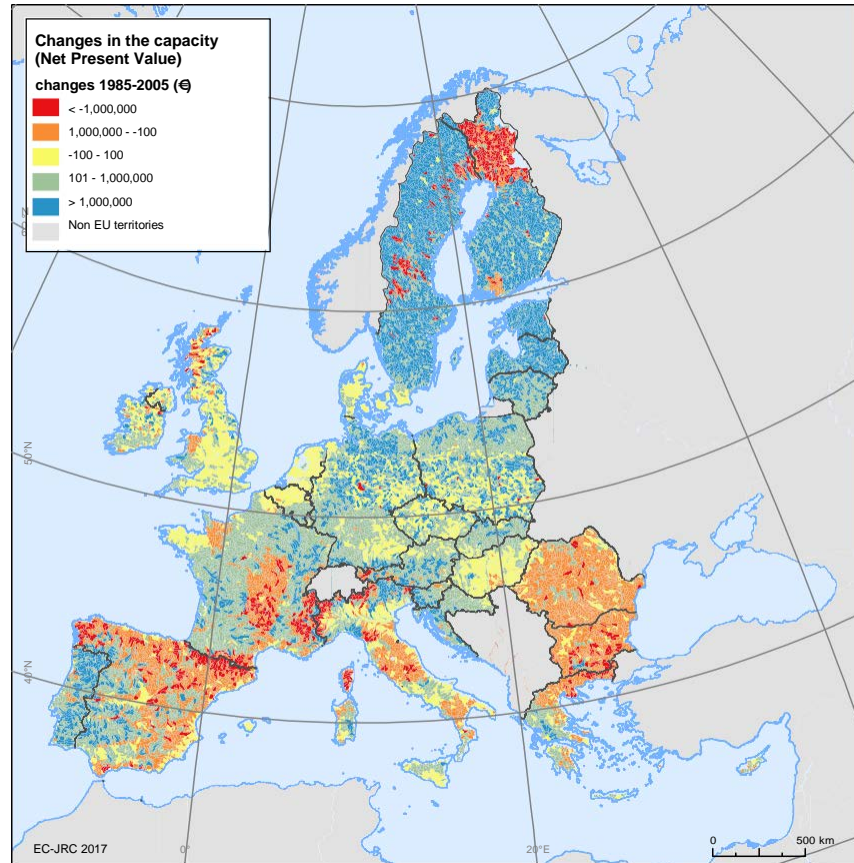 Changes in the capacity
(Net Present Value)
changes 1985-2005 (€)
< -1,000,000
1,000,000 - -100
-100 - 100
101 - 1,000,000
> 1,000,000
Non EU territories
50°N
40°N
EC-JRC 2017
0°
20°E
0
500 km